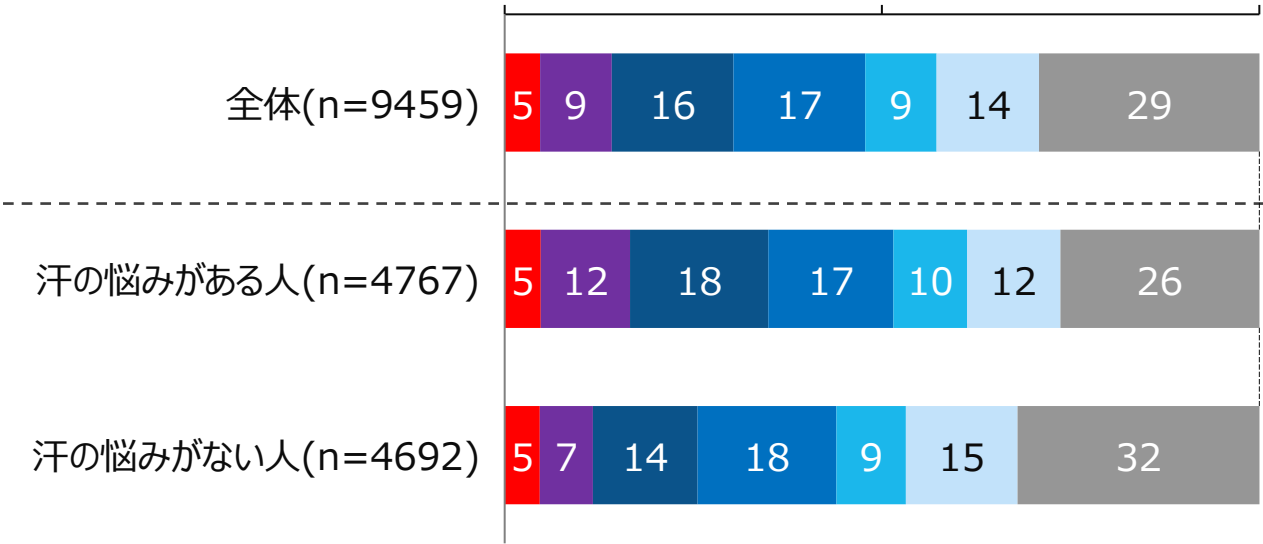 全体(n=9459) 5 9 16 17 9 14 29
汗の悩みがある人(n=4767) 5 12 18 17 10 12 26
汗の悩みがない人(n=4692) 5 7 14 18 9 15 32